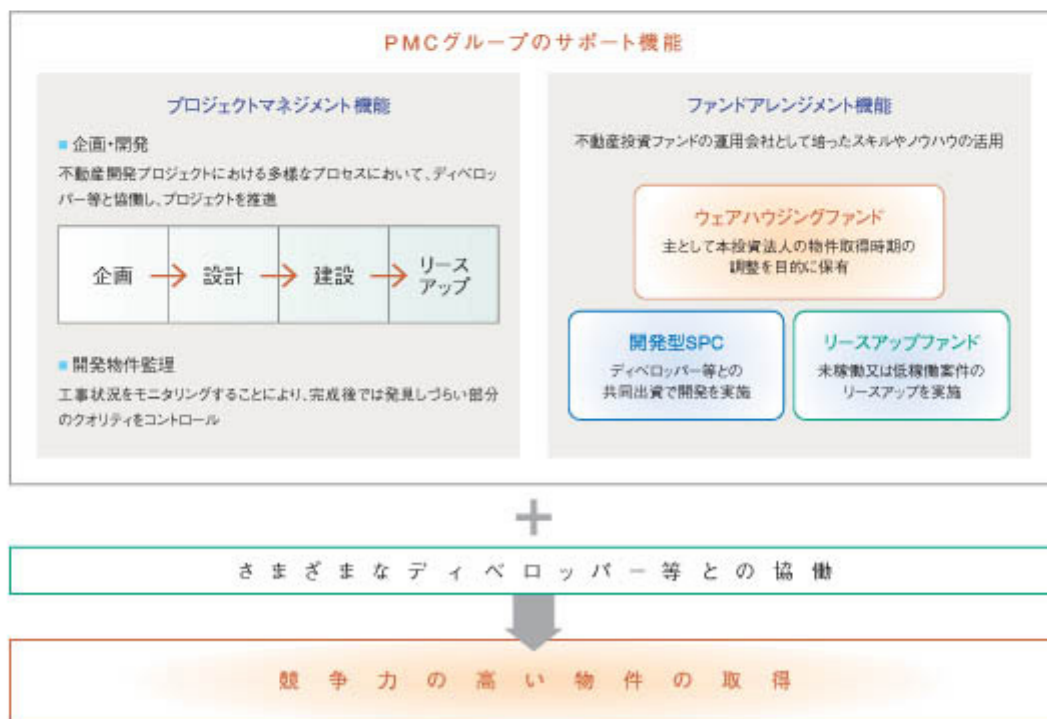 PMCグループのサポート機能
プロジェクトマネジメント機能
■企画・開発
不動産開発プロジェクトにおける多様なプロセスにおいて、ディベロッ
パー等と協働し、プロジェクトを推進
企画
設計
建設
リース
アップ
■開発物件監理
工事状況をモニタリングすることにより、完成後では発見しづらい部分
のクオリティをコントロール
ファンドアレンジメント機能
不動産投資ファンドの運用会社として培ったスキルやノウハウの活用
ウェアハウジングファンド
主として本投資法人の物件取得時期の
調整を目的に保有
開発型SPC
ディベロッパー等との
共同出資で開発を実施
リースアップファンド
未稼働又は低稼働案件の
リースアップを実施
+
さまざまなディベロッパー等との協働
競争力の高い物件の取得